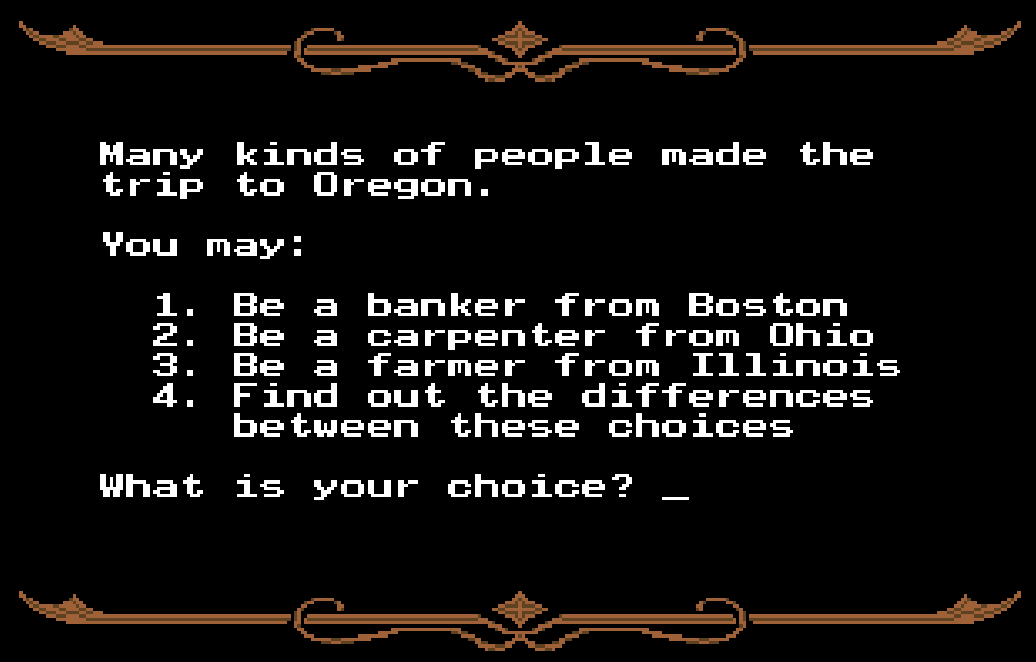 Many kinds of people made the
trip to Oregon.
You may:
1. Be a banker from Boston
2. Be a carpenter from Ohio
3. Be a farmer from Illinois
4. Find out the differences
between these choices
What is your choice? _